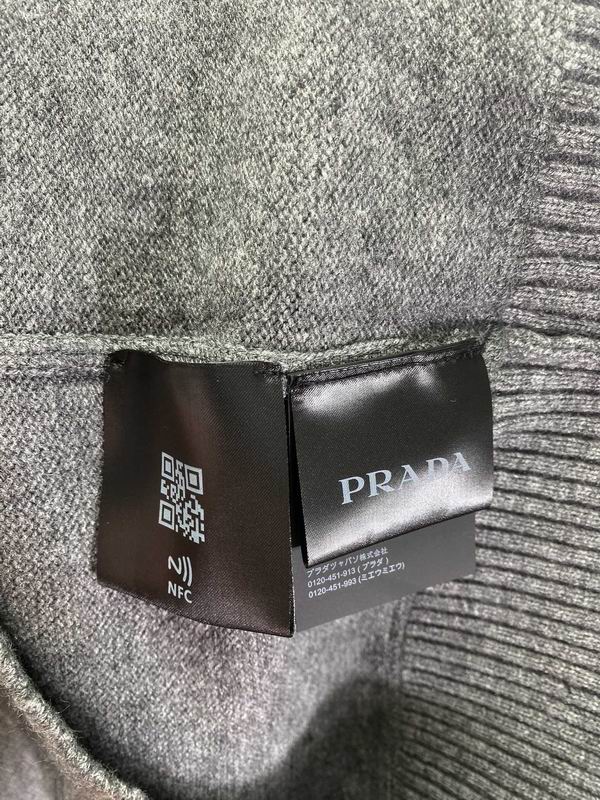 PRADA
NFC
プラダジャパン株式会社
0120-451-913 (プラダ)
0120-451-993 (ミュウミュウ)